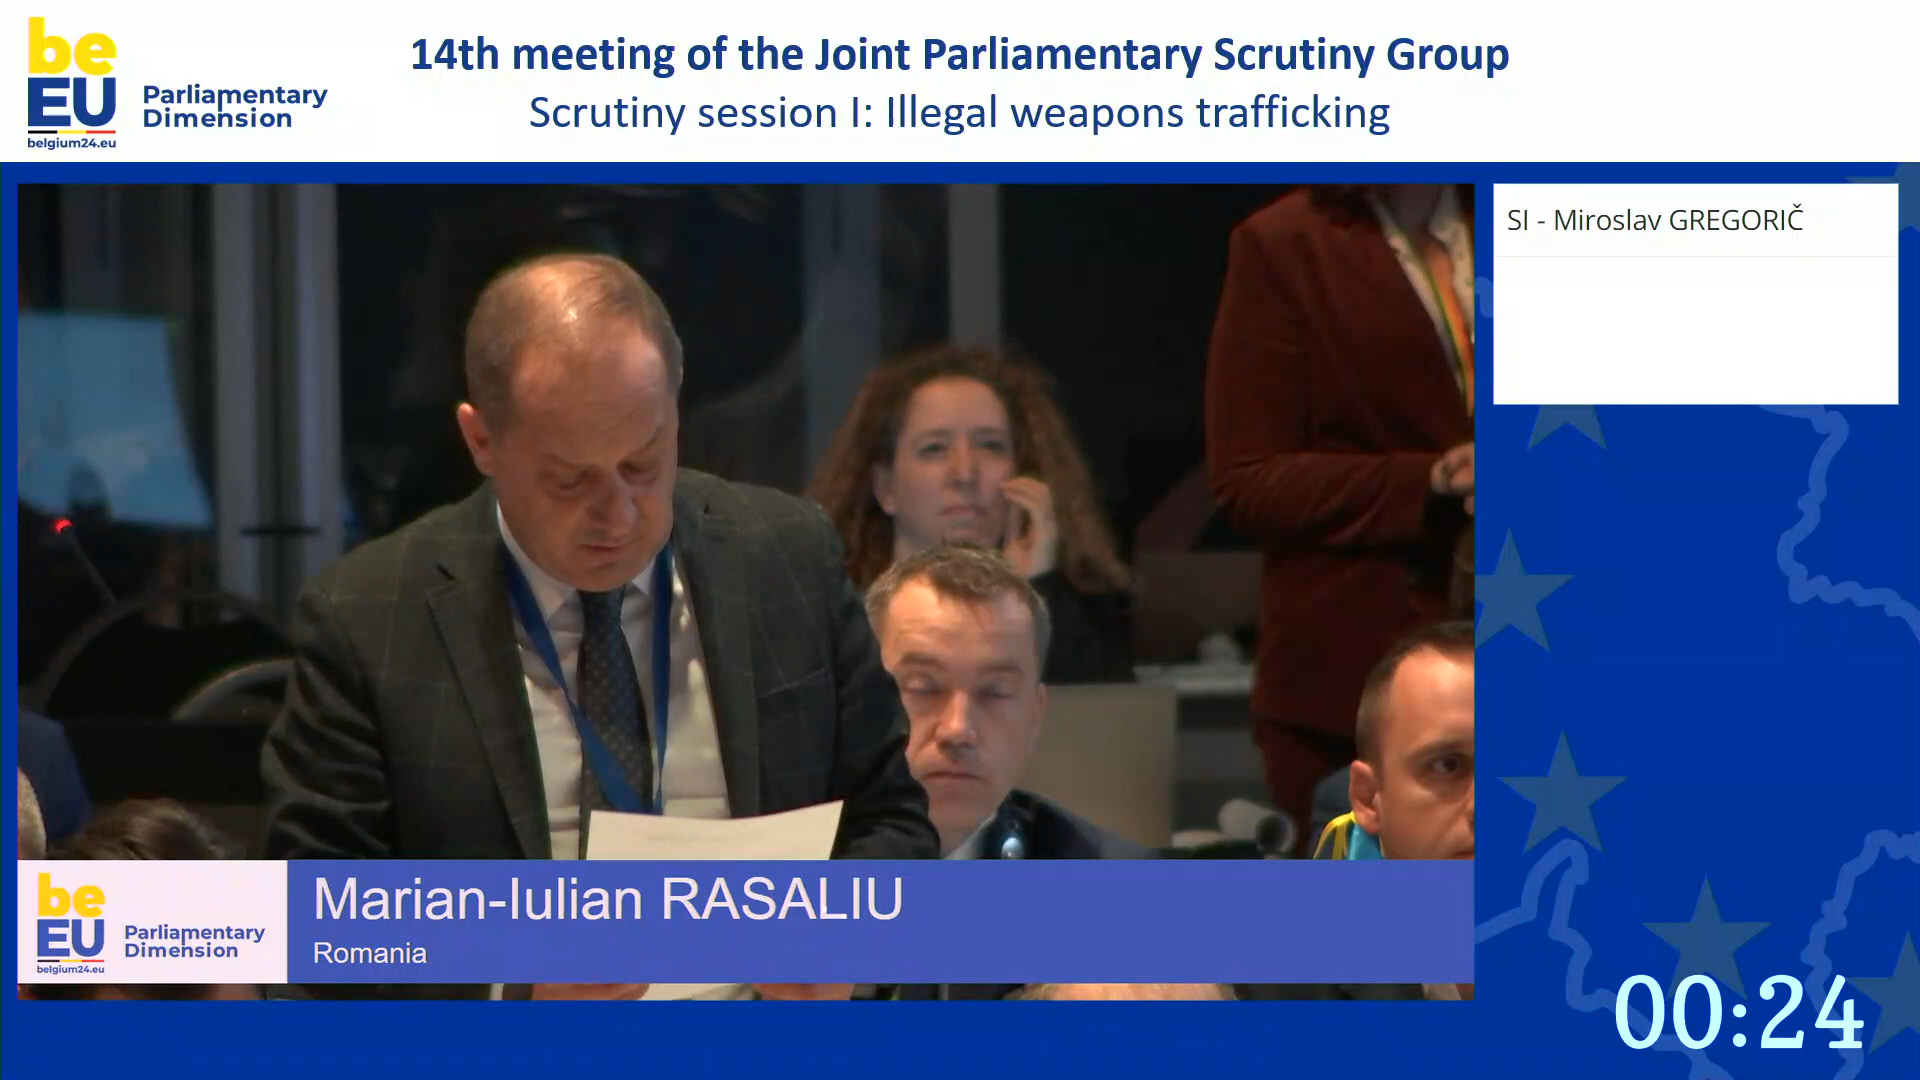 be
EU
belgium24.eu
Parliamentary
Dimension
14th meeting of the Joint Parliamentary Scrutiny Group
Scrutiny session I: Illegal weapons trafficking
SI - Miroslav GREGORIČ
be
EU
belgium24.eu
Parliamentary
Dimension
Marian-Iulian RASALIU
Romania
00:24